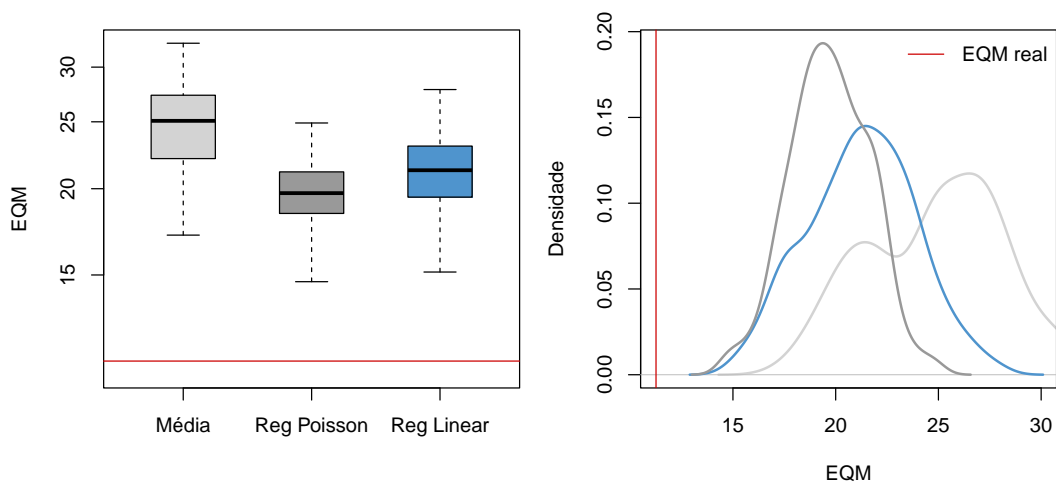 EQM
30
25
20
15
Média
Reg Poisson
Reg Linear
Densidade
0.20
0.15
0.10
0.05
0.00
EQM real
15
20
25
30
EQM